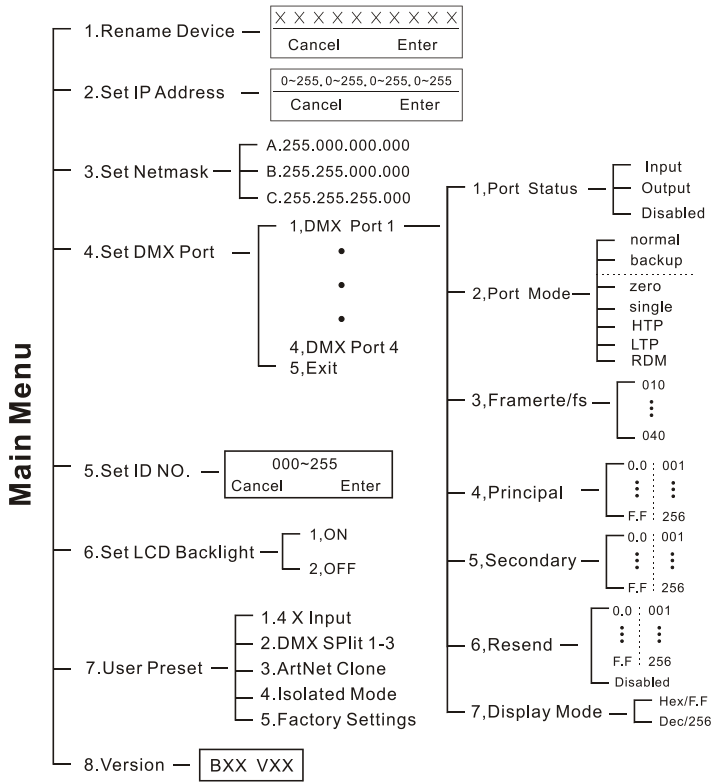 Main Menu
1.Rename Device
X X X X X X X X X X
Cancel Enter
2.Set IP Address
0~255. 0~255. 0~255. 0~255
Cancel Enter
3.Set Netmask
A.255.000.000.000
B.255.255.000.000
C.255.255.255.000
4.Set DMX Port
1,DMX Port 1
4,DMX Port 4
5,Exit
1,Port Status
Input
Output
Disabled
2,Port Mode
normal
backup
zero
single
HTP
LTP
RDM
3,Framerte/fs
010
040
4,Principal
0.0 001
F.F 256
5,Secondary
0.0 001
F.F 256
6,Resend
0.0 001
F.F 256
Disabled
7,Display Mode
Hex/F.F
Dec/256
5.Set ID NO.
000~255
Cancel Enter
6.Set LCD Backlight
1,ON
2,OFF
7.User Preset
1.4 X Input
2.DMX SPlit 1-3
3.ArtNet Clone
4.Isolated Mode
5.Factory Settings
8.Version
BXX VXX